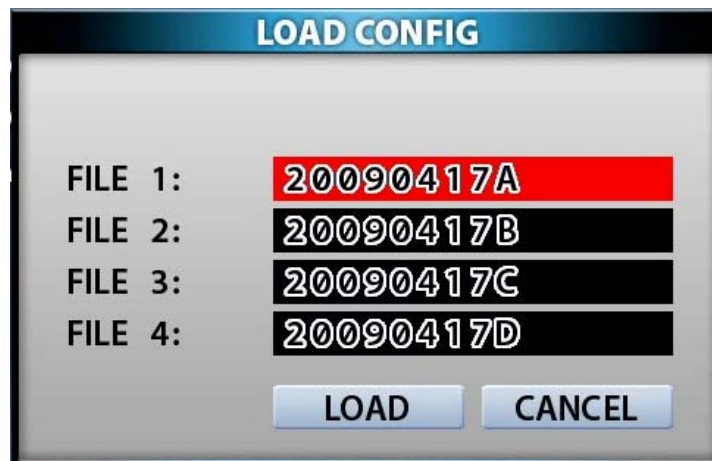 LOAD CONFIG
FILE 1: 20090417A
FILE 2: 20090417B
FILE 3: 20090417C
FILE 4: 20090417D
LOAD CANCEL